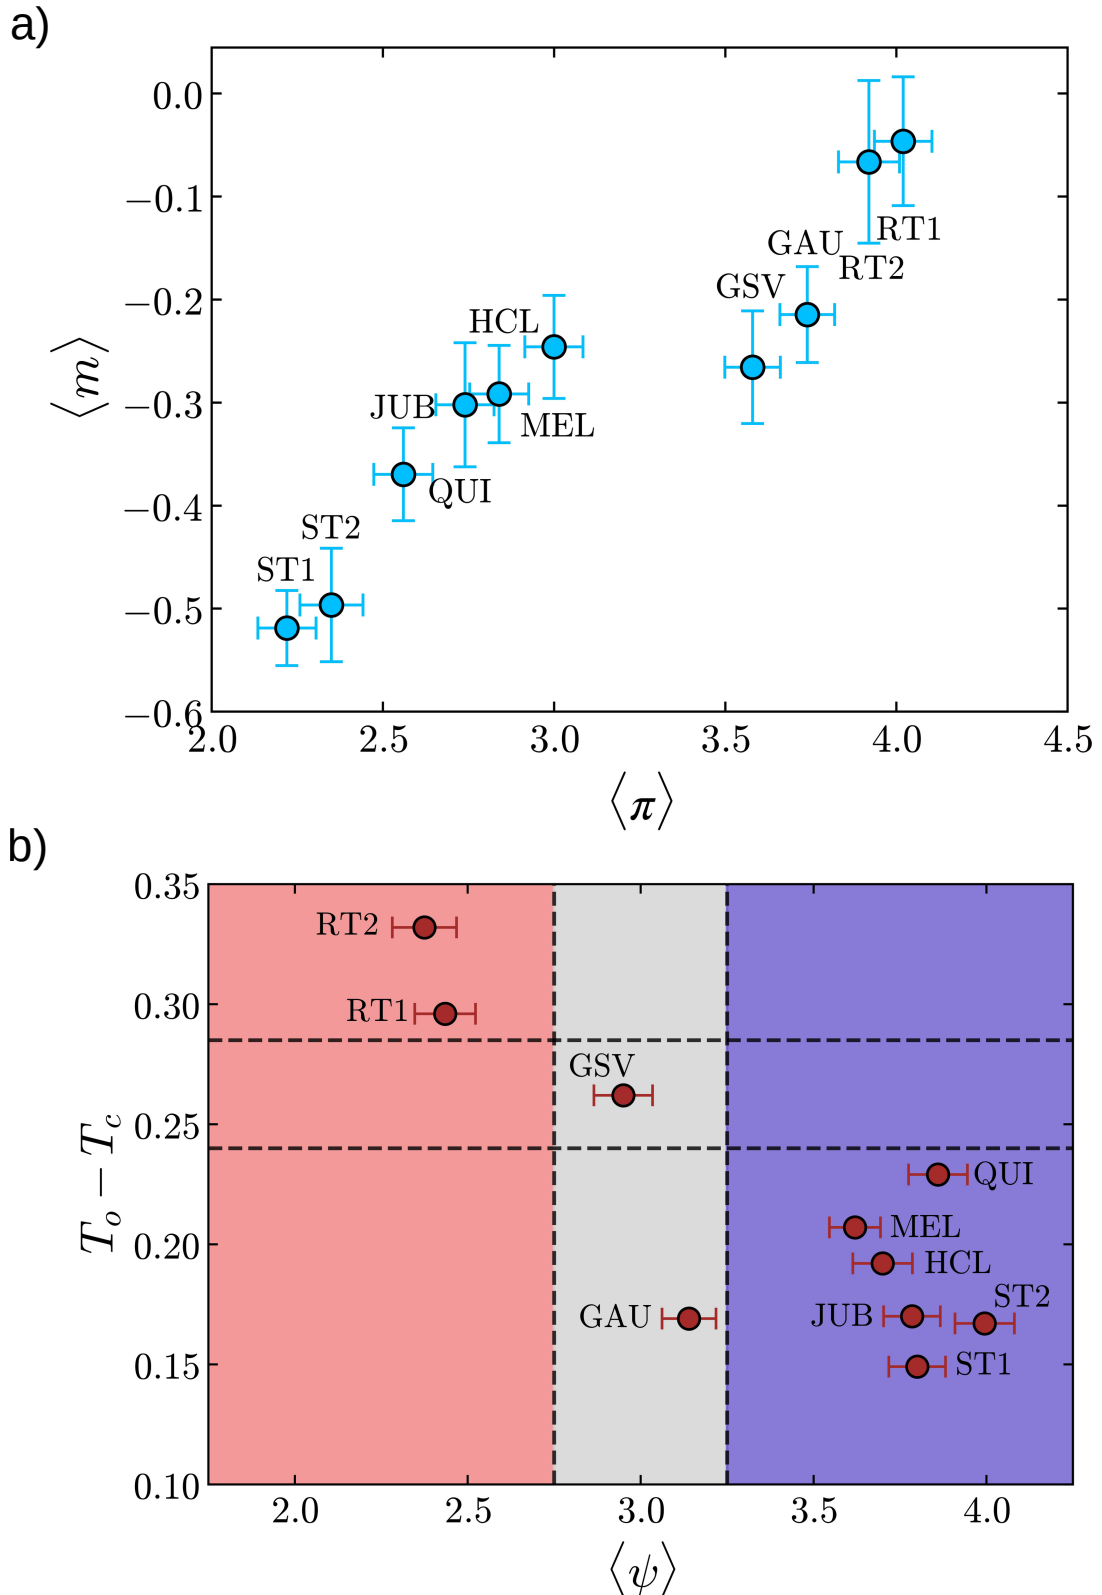 a)
0.0
−0.1
−0.2
−0.3
−0.4
−0.5
−0.6
⟨m⟩
RT1
GAU
RT2
GSV
HCL
JUB
MEL
QUI
ST2
ST1
2.0 2.5 3.0 3.5 4.0 4.5
⟨π⟩
b)
0.35
0.30
0.25
0.20
0.15
0.10
T_o − T_c
RT2
RT1
GSV
QUI
MEL
HCL
ST2
JUB
GAU
ST1
2.0 2.5 3.0 3.5 4.0
⟨ψ⟩